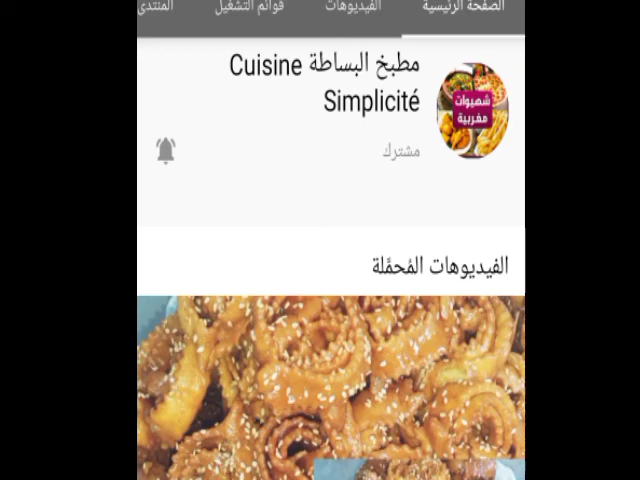 الصفحة الرئيسية الفيديوهات قوائم التشغيل المنتدى
مطبخ البساطة Cuisine
Simplicité
شهيوات
مغربية
مشترك
الفيديوهات المُحمَّلة